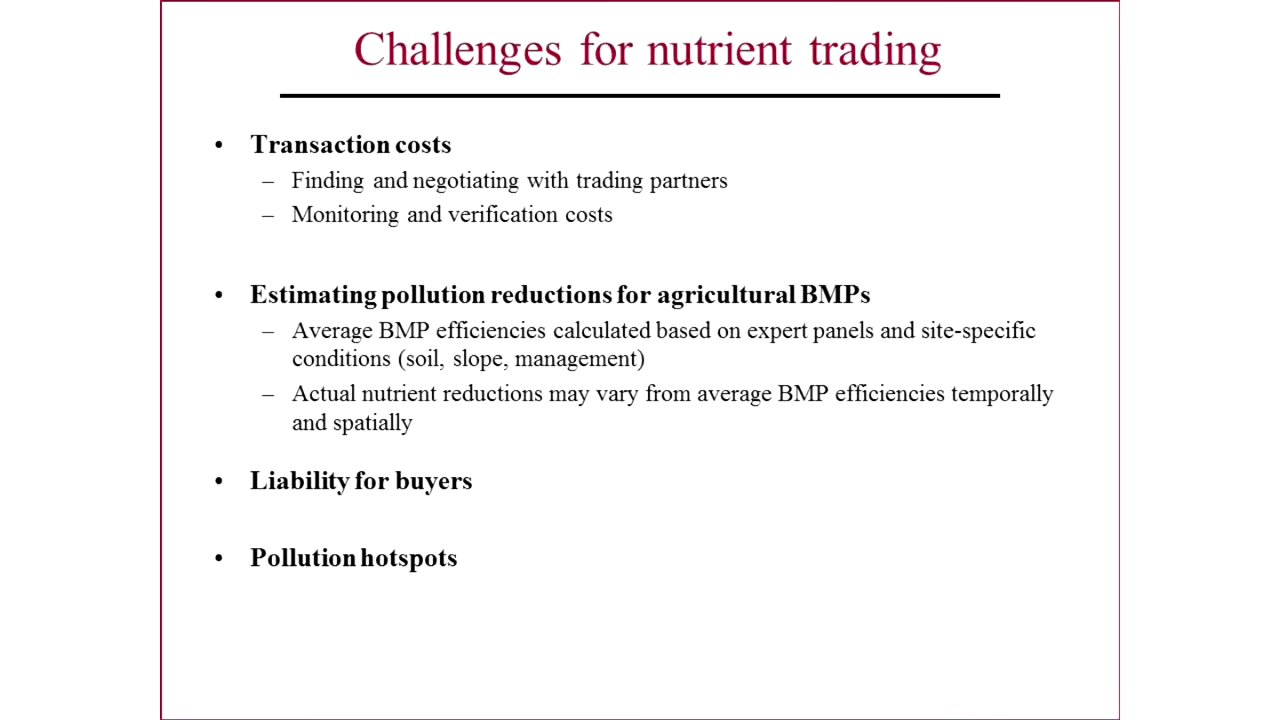 Challenges for nutrient trading
• Transaction costs
– Finding and negotiating with trading partners
– Monitoring and verification costs
• Estimating pollution reductions for agricultural BMPs
– Average BMP efficiencies calculated based on expert panels and site-specific
conditions (soil, slope, management)
– Actual nutrient reductions may vary from average BMP efficiencies temporally
and spatially
• Liability for buyers
• Pollution hotspots